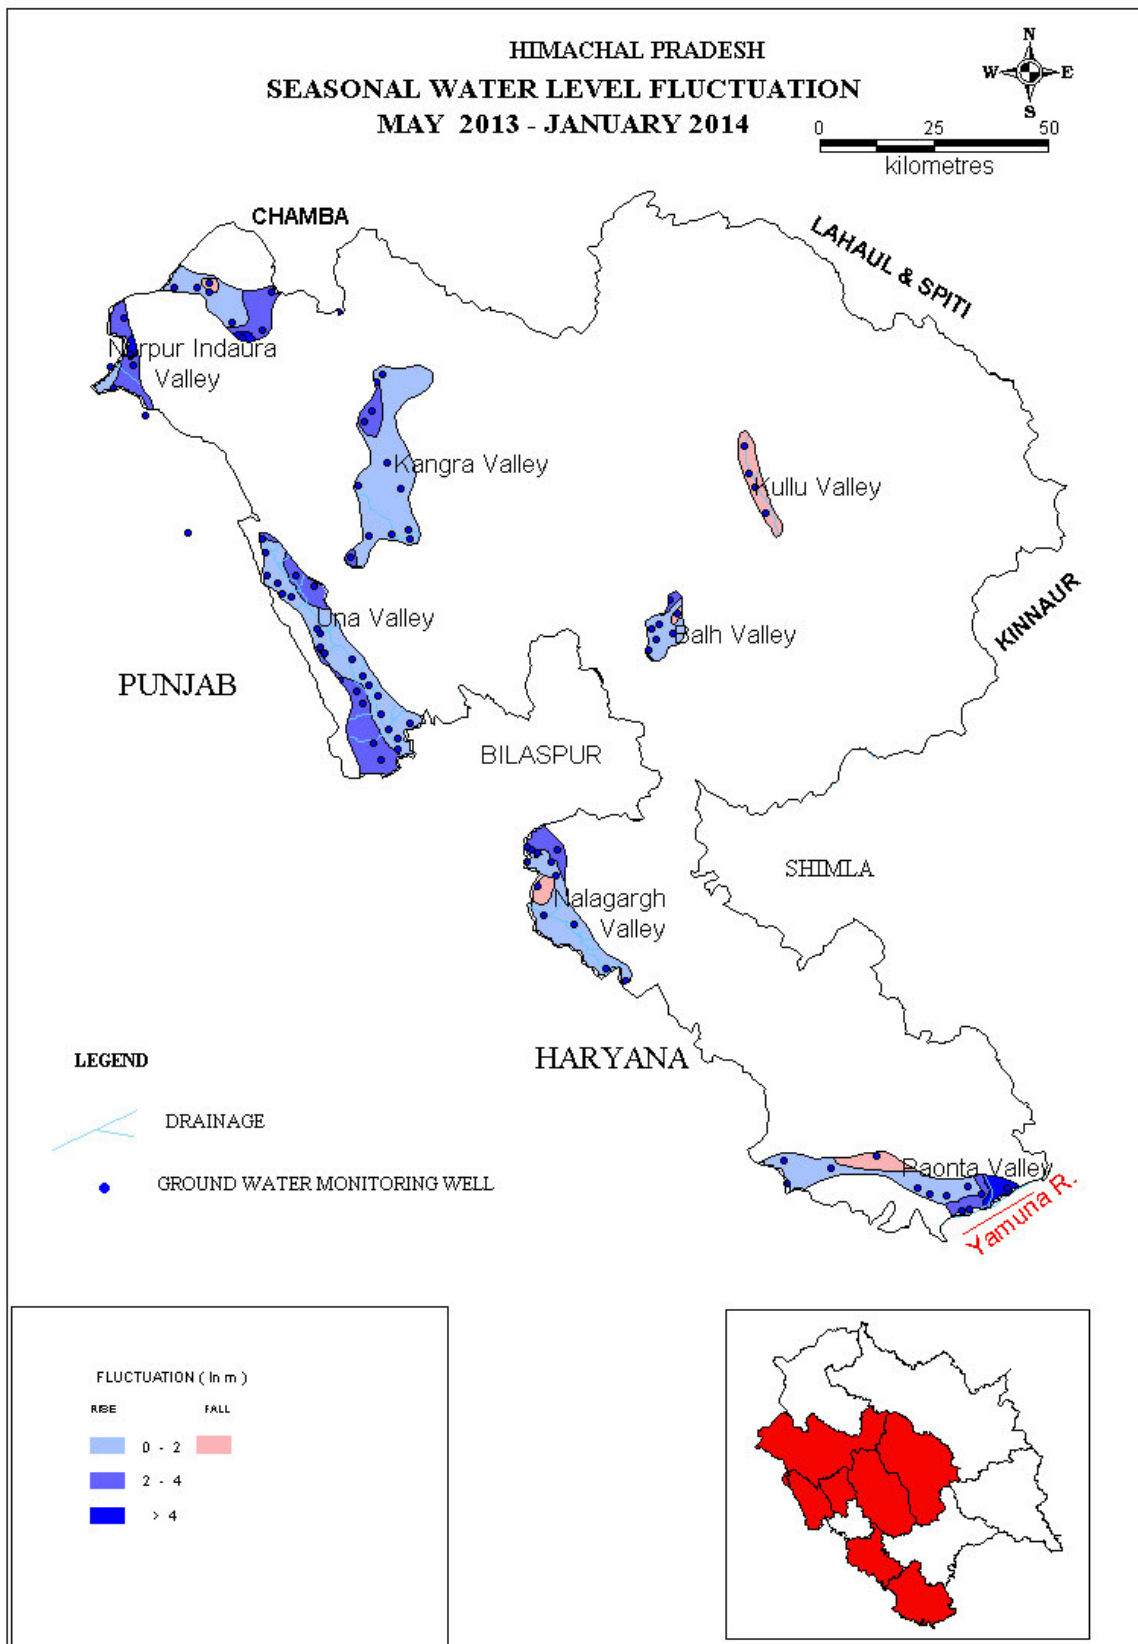 HIMACHAL PRADESH
SEASONAL WATER LEVEL FLUCTUATION
MAY 2013 - JANUARY 2014
N
W E
S
0 25 50
kilometres
CHAMBA
LAHAUL & SPITI
Nurpur Indaura
Valley
Kangra Valley
Kullu Valley
KINNAUR
Una Valley
Balh Valley
PUNJAB
BILASPUR
SHIMLA
Nalagargh
Valley
HARYANA
LEGEND
DRAINAGE
Paonta Valley
GROUND WATER MONITORING WELL
Yamuna R.
FLUCTUATION ( In m )
RISE FALL
0 - 2
2 - 4
> 4